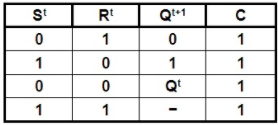 Sᵗ Rᵗ Qᵗ⁺¹ C
0 1 0 1
1 0 1 1
0 0 Qᵗ 1
1 1 – 1